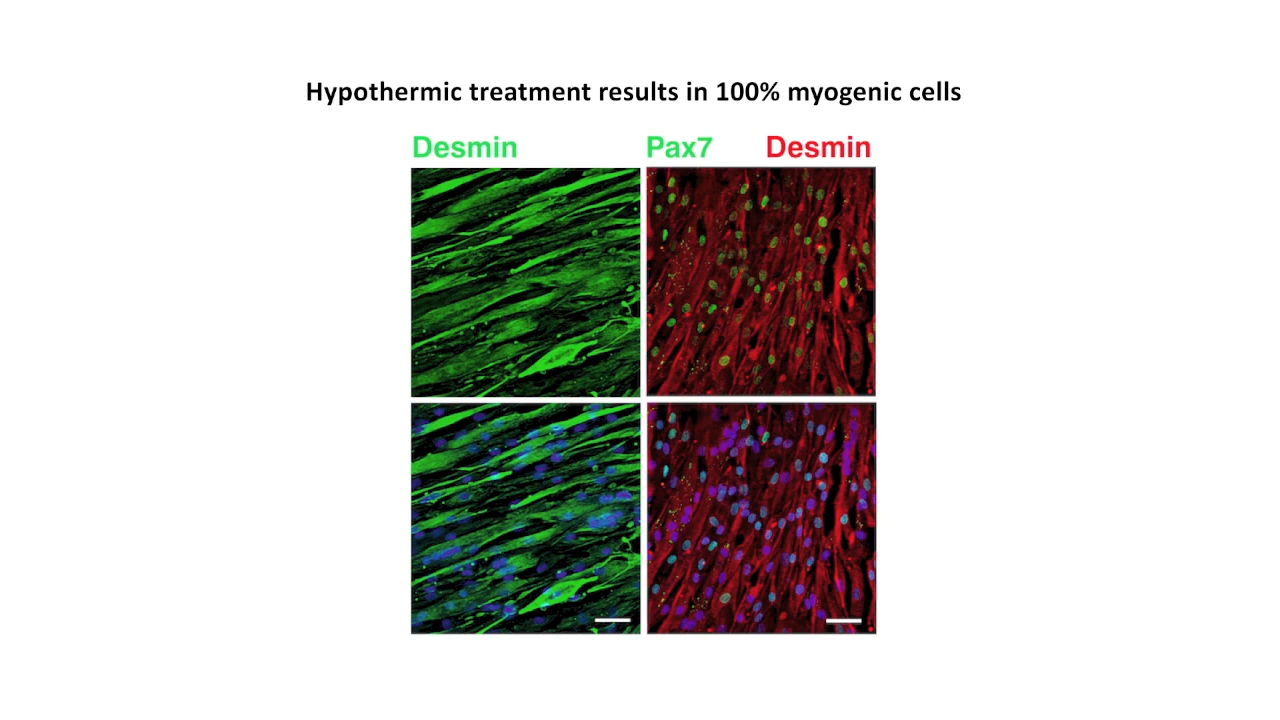 Hypothermic treatment results in 100% myogenic cells
Desmin Pax7 Desmin